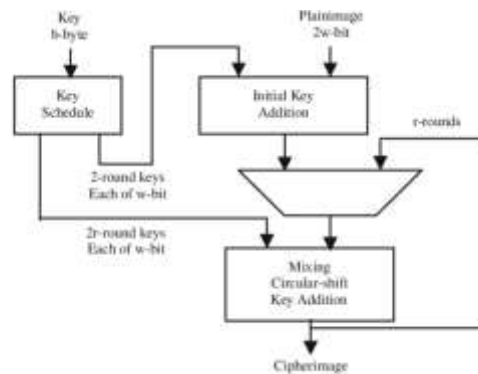 Key
b-byte
Plainimage
2w-bit
Key
Schedule
Initial Key
Addition
r-rounds
2-round keys
Each of w-bit
2r-round keys
Each of w-bit
Mixing
Circular-shift
Key Addition
Cipherimage